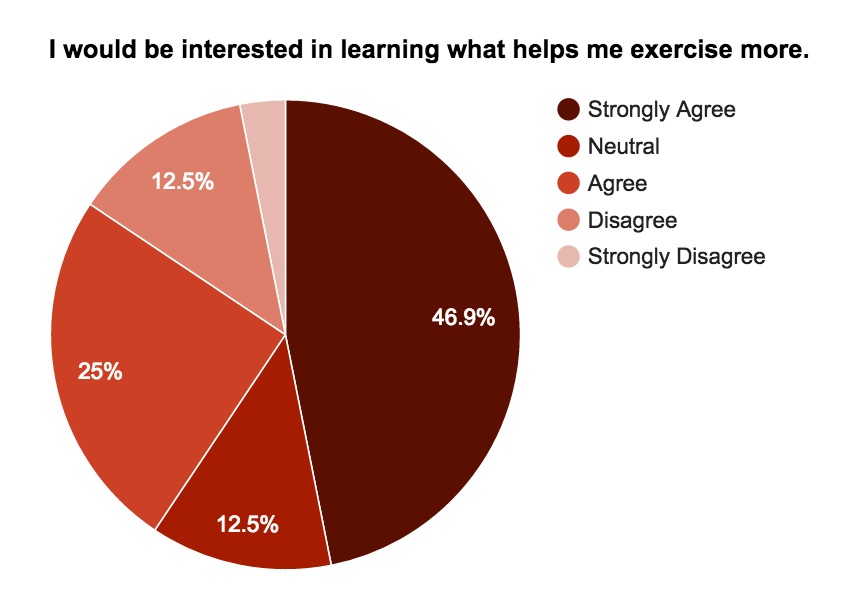 I would be interested in learning what helps me exercise more.
Strongly Agree
Neutral
Agree
Disagree
Strongly Disagree
12.5%
46.9%
25%
12.5%